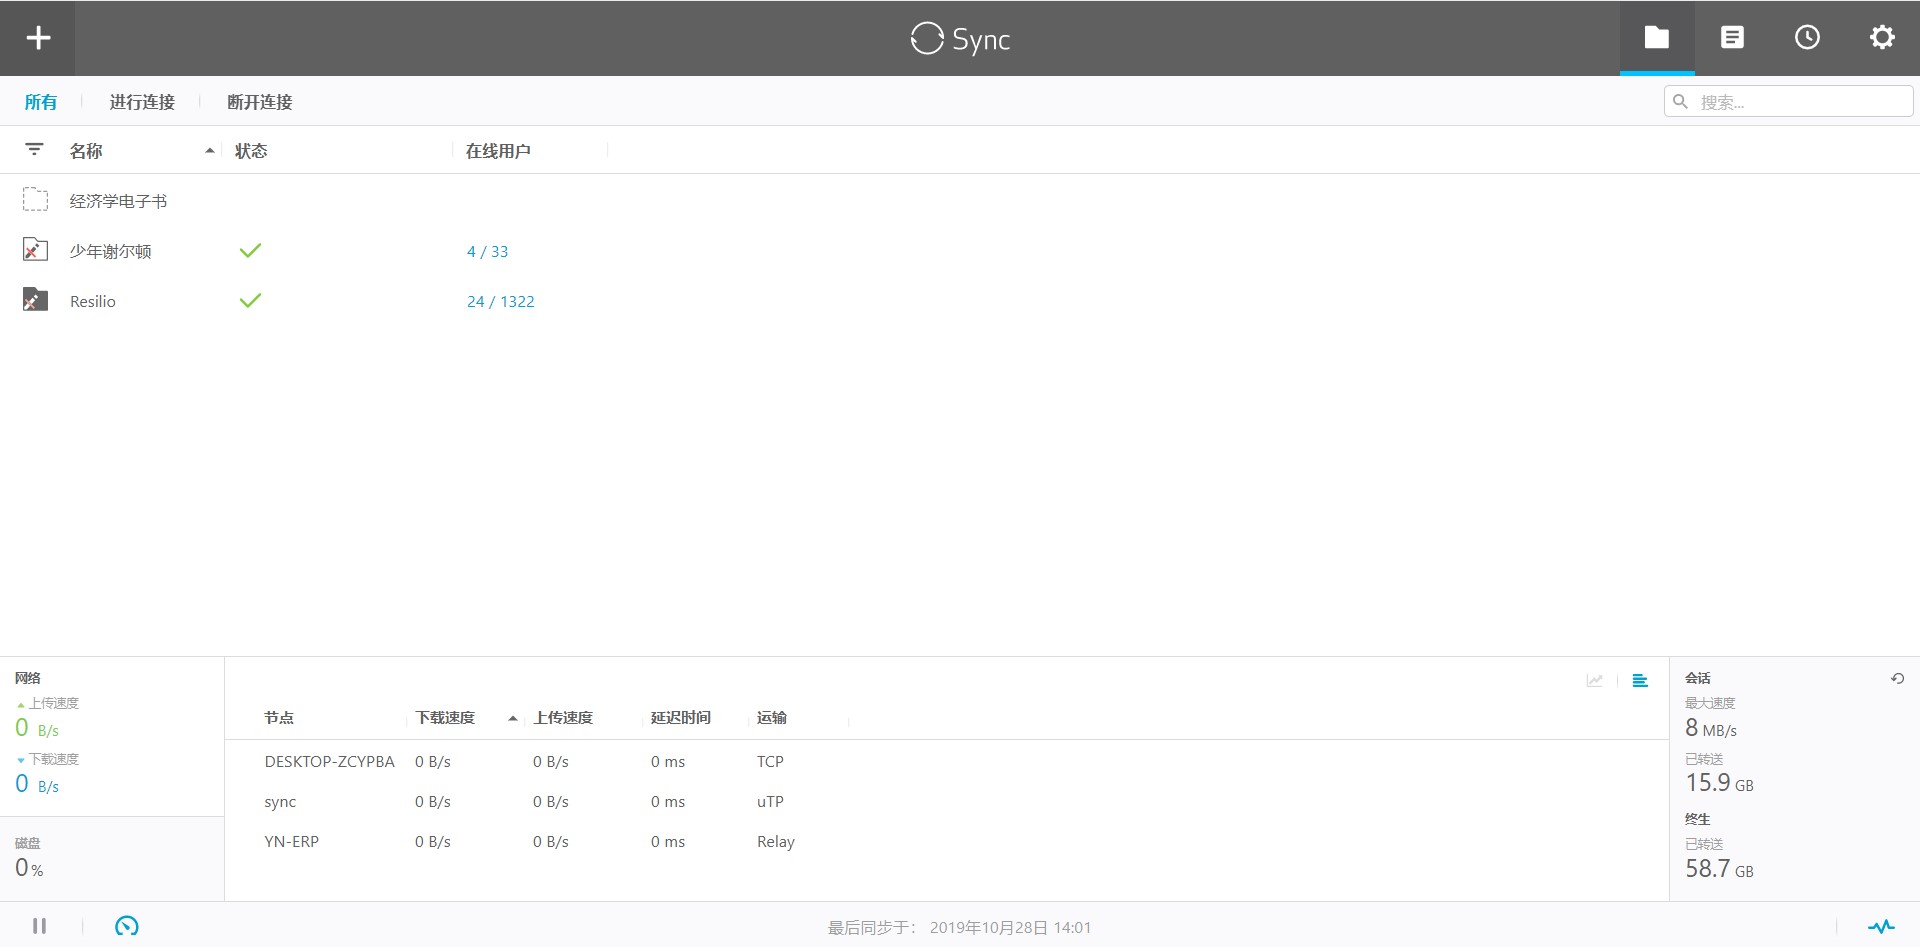 Sync
所有 进行连接 断开连接 搜索...
名称 状态 在线用户
经济学电子书
少年谢尔顿 4 / 33
Resilio 24 / 1322
网络
上传速度
0 B/s
下载速度
0 B/s
磁盘
0%
节点 下载速度 上传速度 延迟时间 运输
DESKTOP-ZCYPBA 0 B/s 0 B/s 0 ms TCP
sync 0 B/s 0 B/s 0 ms uTP
YN-ERP 0 B/s 0 B/s 0 ms Relay
会话
最大速度
8 MB/s
已转送
15.9 GB
终生
已转送
58.7 GB
最后同步于： 2019年10月28日 14:01